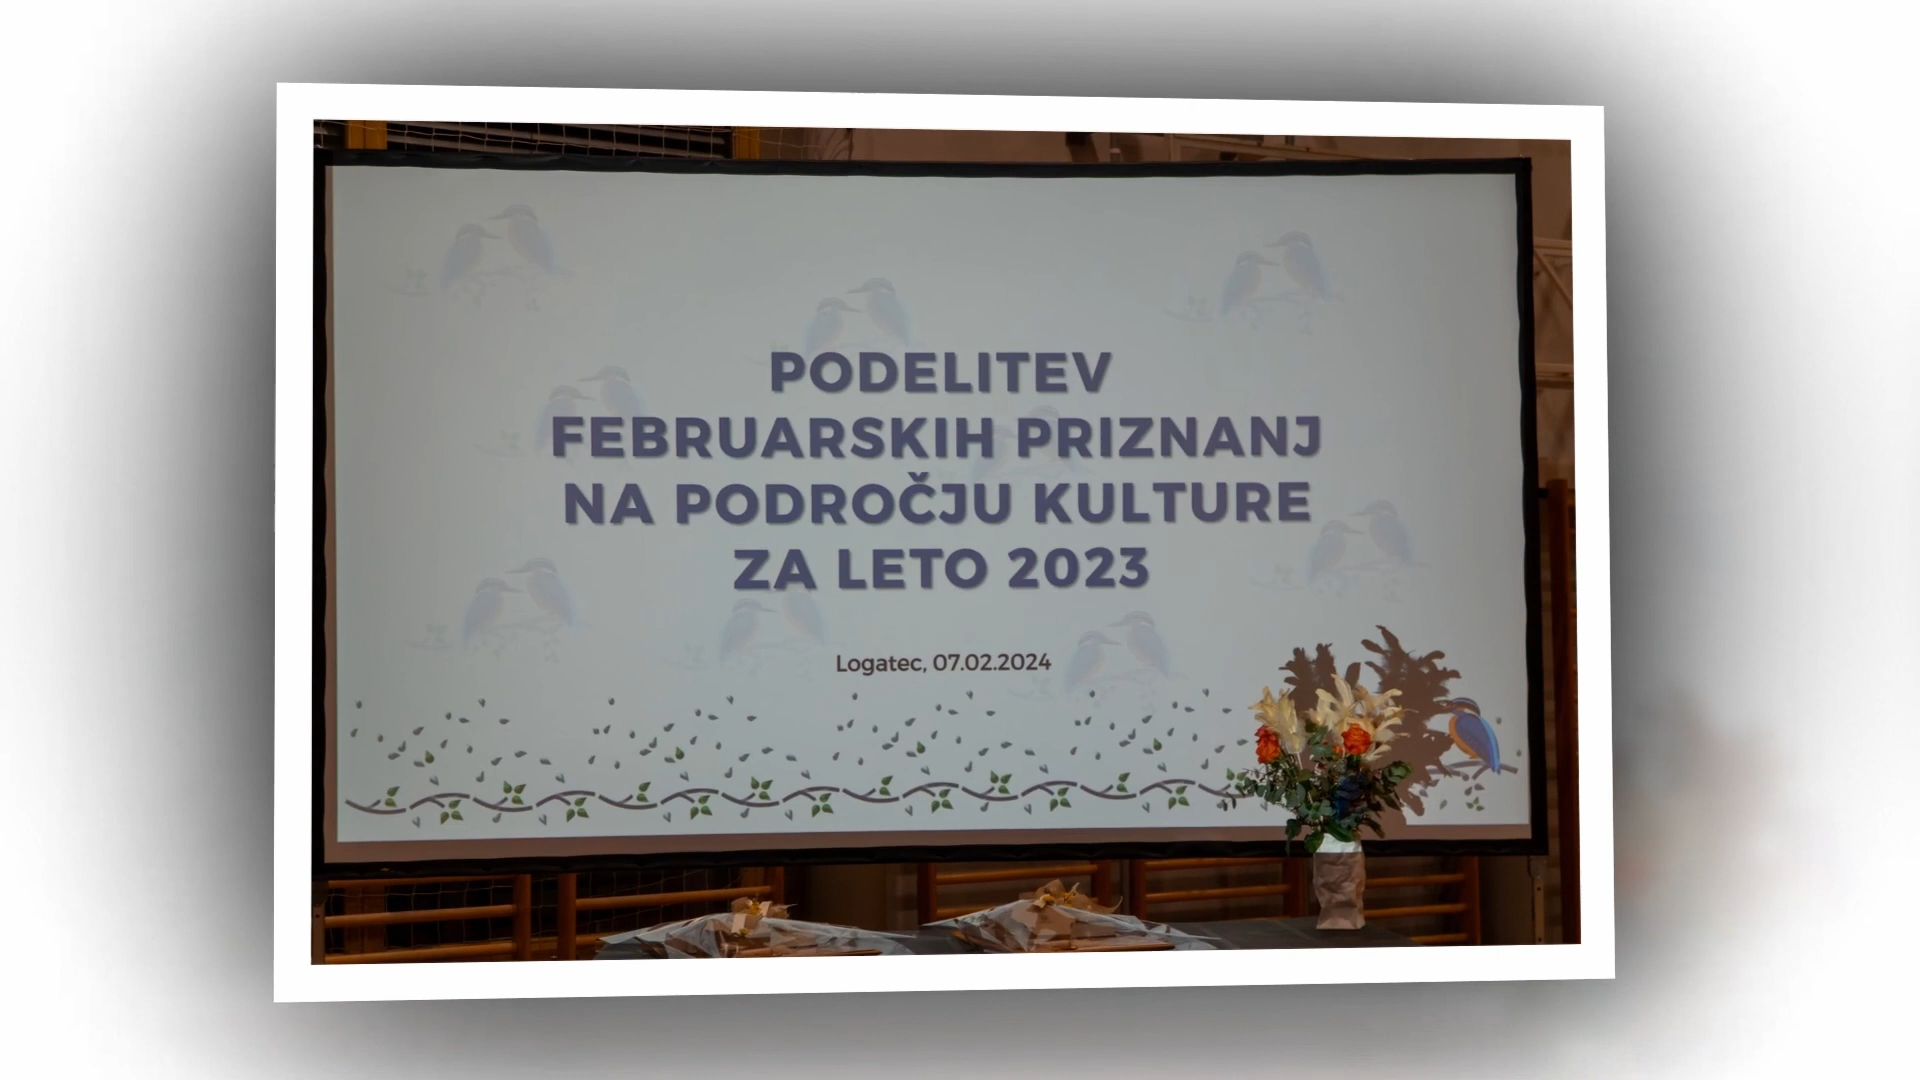 PODELITEV
FEBRUARSKIH PRIZNANJ
NA PODROČJU KULTURE
ZA LETO 2023
Logatec, 07.02.2024